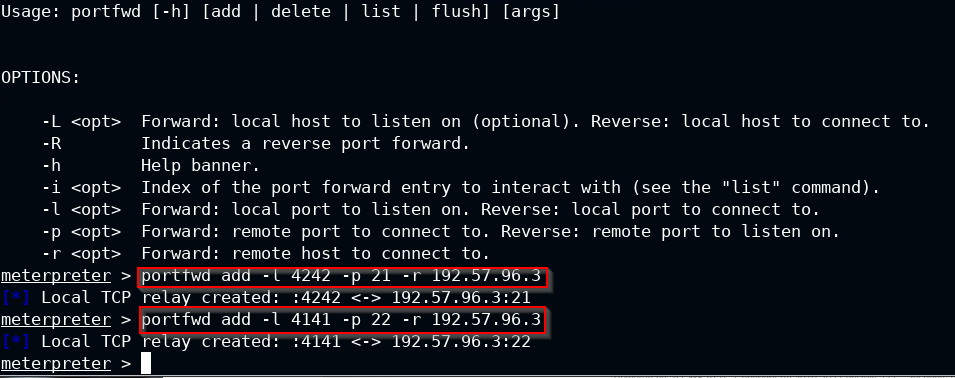 Usage: portfwd [-h] [add | delete | list | flush] [args]
OPTIONS:
-L <opt>  Forward: local host to listen on (optional). Reverse: local host to connect to.
-R        Indicates a reverse port forward.
-h        Help banner.
-i <opt>  Index of the port forward entry to interact with (see the "list" command).
-l <opt>  Forward: local port to listen on. Reverse: local port to connect to.
-p <opt>  Forward: remote port to connect to. Reverse: remote port to listen on.
-r <opt>  Forward: remote host to connect to.
meterpreter > portfwd add -l 4242 -p 21 -r 192.57.96.3
[*] Local TCP relay created: :4242 <-> 192.57.96.3:21
meterpreter > portfwd add -l 4141 -p 22 -r 192.57.96.3
[*] Local TCP relay created: :4141 <-> 192.57.96.3:22
meterpreter >